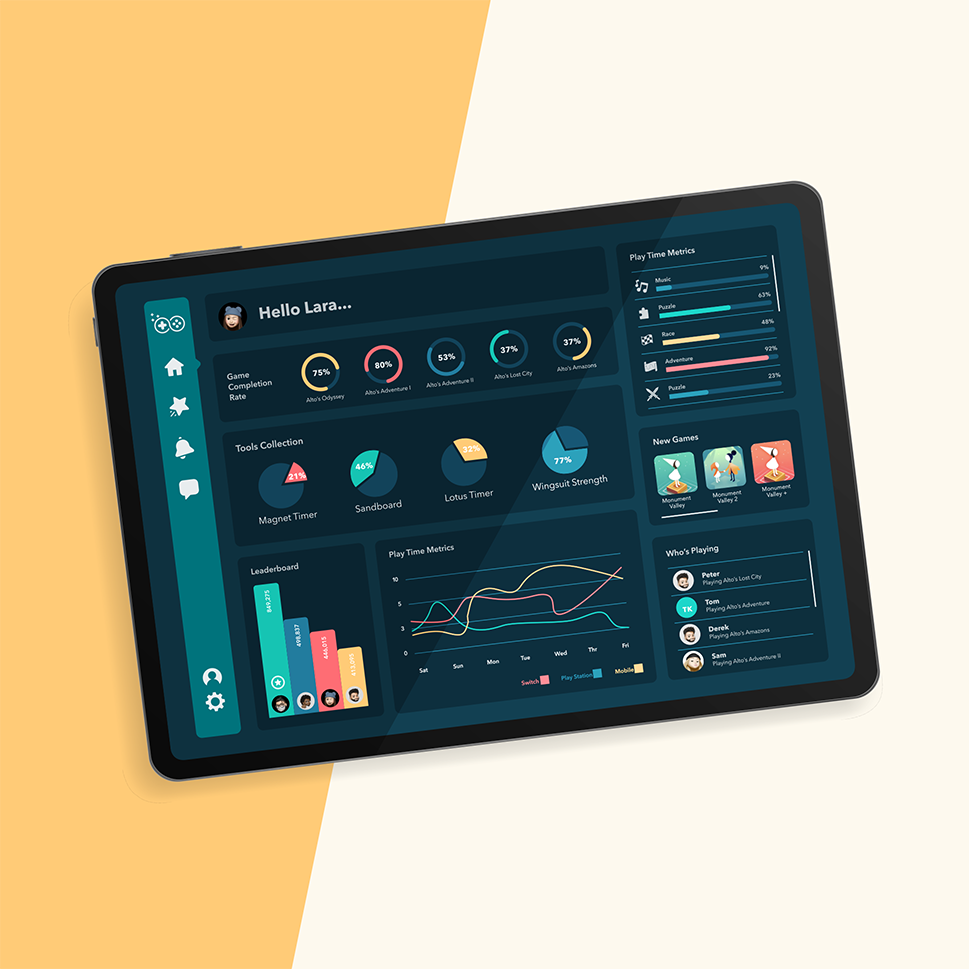 Hello Lara...
Game
Completion
Rate
75%
Alto's Odyssey
80%
Alto's Adventure I
53%
Alto's Adventure II
37%
Alto's Lost City
37%
Alto's Amazons
Tools Collection
21%
Magnet Timer
46%
Sandboard
32%
Lotus Timer
77%
Wingsuit Strength
Leaderboard
849,275
498,837
446,015
Play Time Metrics
10
5
3
0
Sat
Sun
Mon
Tue
Wed
Thr
Fri
Switch
Play Station
Mobile
Play Time Metrics
Music
9%
Puzzle
63%
Race
48%
Adventure
92%
Puzzle
23%
New Games
Monument
Valley
Monument
Valley 2
Monument
Valley +
Who's Playing
Peter
Playing Alto's Lost City
TK
Tom
Playing Alto's Adventure
Derek
Playing Alto's Amazons
Sam
Playing Alto's Adventure II